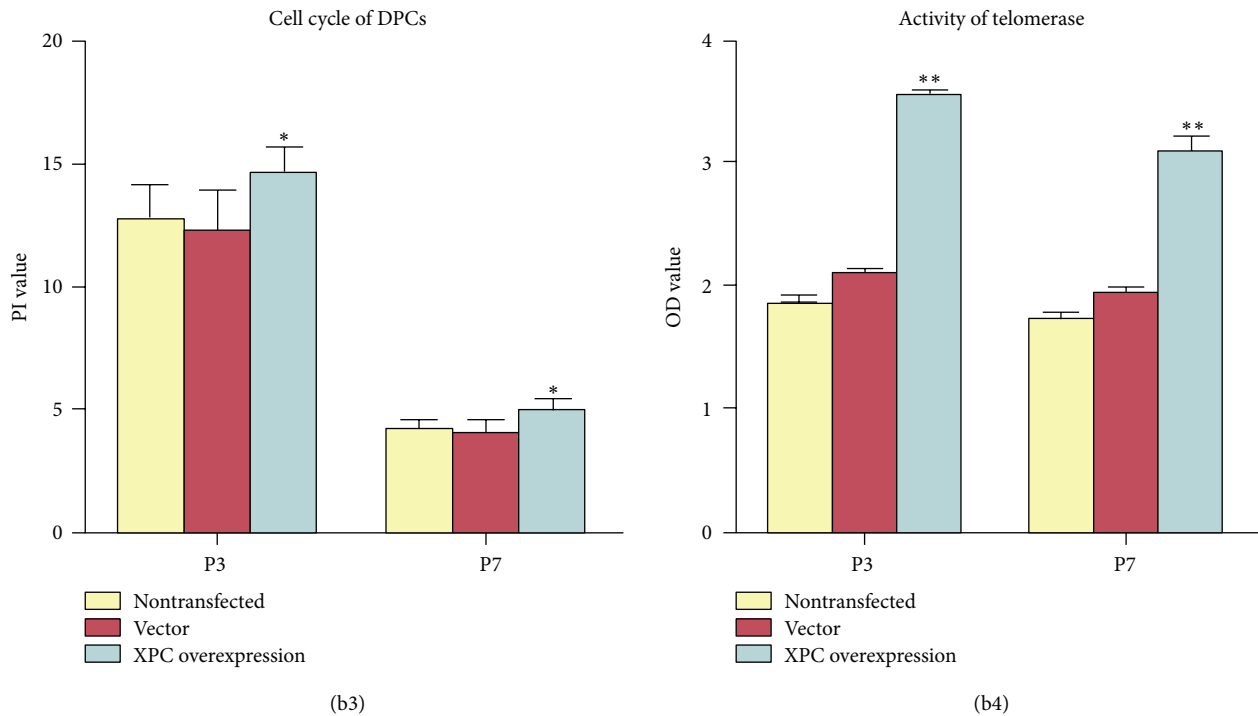 Cell cycle of DPCs
20
15
10
5
0
PI value
*
*
P3
P7
Nontransfected
Vector
XPC overexpression
(b3)
Activity of telomerase
4
3
2
1
0
OD value
**
**
P3
P7
Nontransfected
Vector
XPC overexpression
(b4)